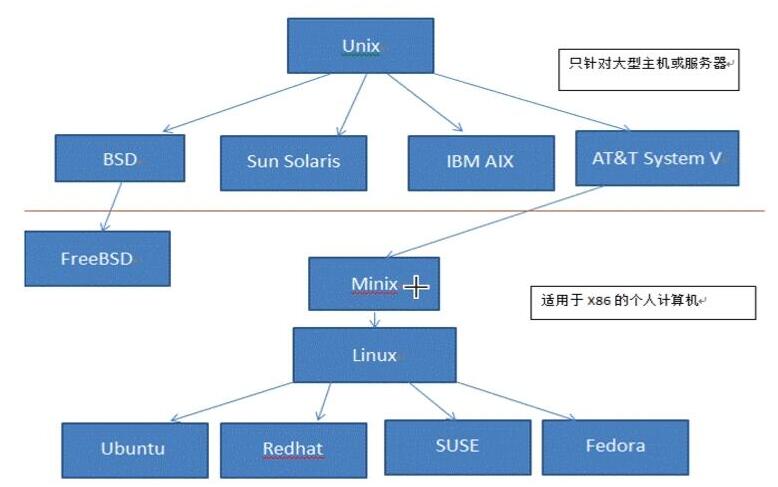 Unix
只针对大型主机或服务器
BSD
Sun Solaris
IBM AIX
AT&T System V
FreeBSD
Minix
适用于 X86 的个人计算机
Linux
Ubuntu
Redhat
SUSE
Fedora